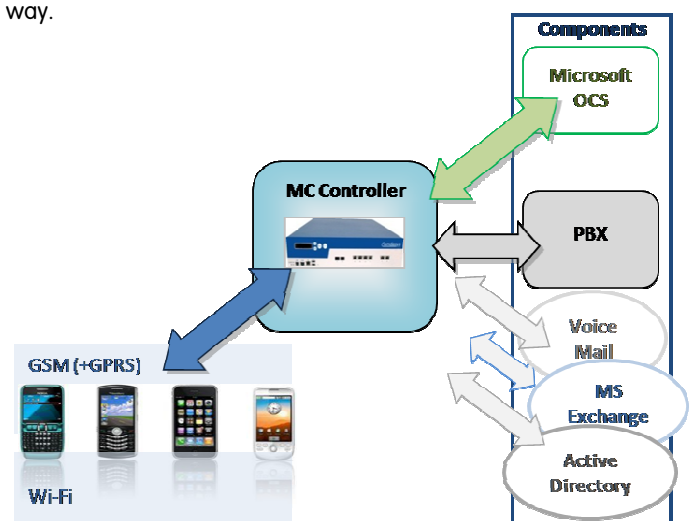 way.
Components
Microsoft
OCS
MC Controller
PBX
Voice
Mail
GSM (+GPRS)
MS
Exchange
Active
Directory
Wi-Fi